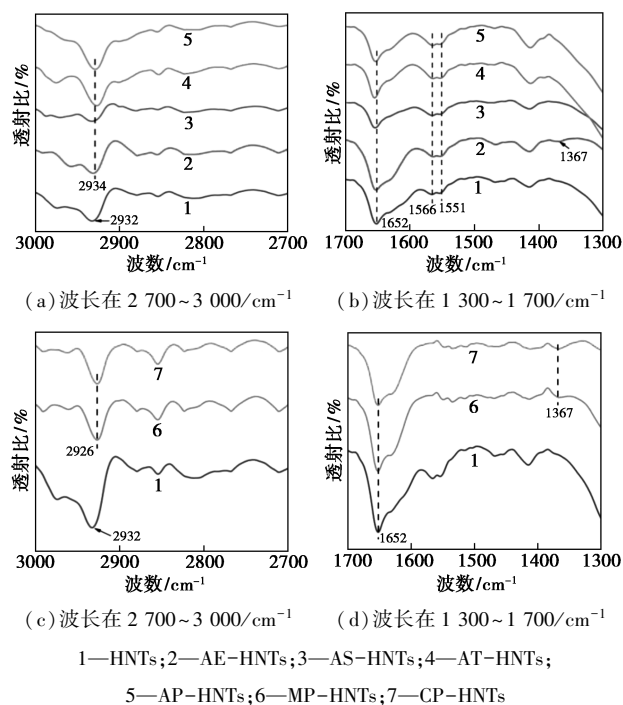 透射比/%
5
4
3
2
1
2934
2932
3000 2900 2800 2700
波数/cm⁻¹
(a)波长在 2 700~3 000/cm⁻¹
透射比/%
5
4
3
2
1367
1
1566 1551
1652
1700 1600 1500 1400 1300
波数/cm⁻¹
(b)波长在 1 300~1 700/cm⁻¹
透射比/%
7
6
2926
1
2932
3000 2900 2800 2700
波数/cm⁻¹
(c)波长在 2 700~3 000/cm⁻¹
透射比/%
7
1367
6
1
1652
1700 1600 1500 1400 1300
波数/cm⁻¹
(d)波长在 1 300~1 700/cm⁻¹
1—HNTs;2—AE-HNTs;3—AS-HNTs;4—AT-HNTs;
5—AP-HNTs;6—MP-HNTs;7—CP-HNTs